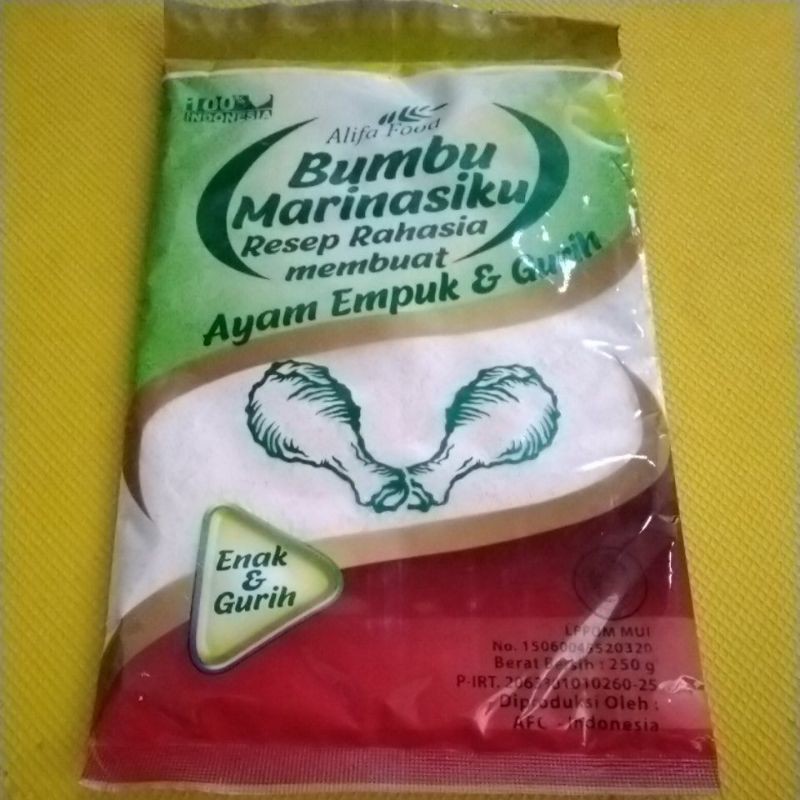 100%
INDONESIA
Alifa Food
Bumbu
Marinasiku
Resep Rahasia
membuat
Ayam Empuk & Gurih
Enak
&
Gurih
LPPOM MUI
Berat Bersih : 250 g
Diproduksi Oleh :
AFC - Indonesia